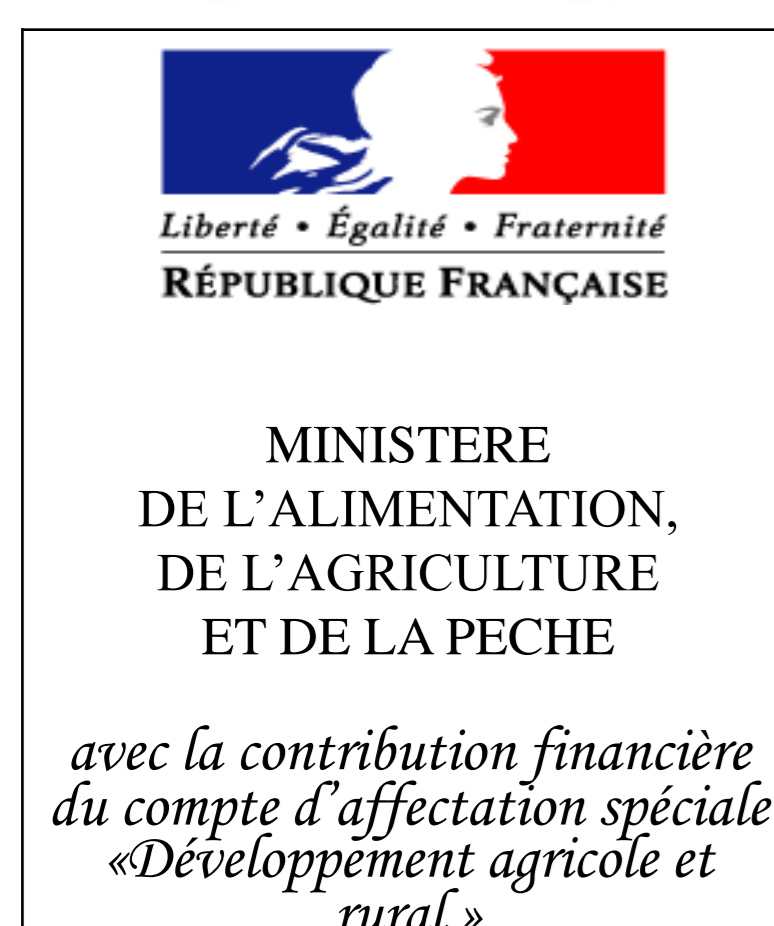 Liberté • Égalité • Fraternité
RÉPUBLIQUE FRANÇAISE
MINISTERE
DE L’ALIMENTATION,
DE L’AGRICULTURE
ET DE LA PECHE
avec la contribution financière
du compte d’affectation spéciale
«Développement agricole et
rural »